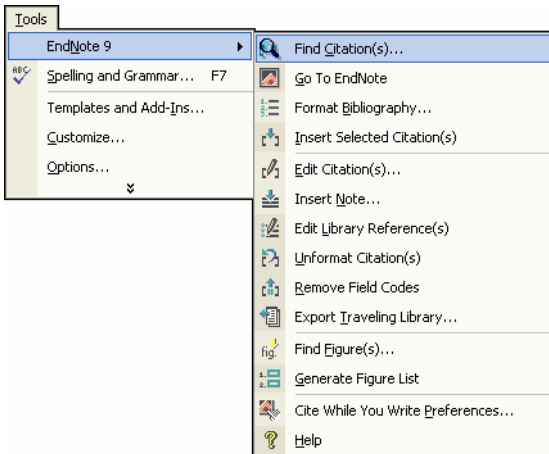 Tools
EndNote 9
ABC
Spelling and Grammar... F7
Templates and Add-Ins...
Customize...
Options...
Find Citation(s)...
Go To EndNote
Format Bibliography...
Insert Selected Citation(s)
Edit Citation(s)...
Insert Note...
Edit Library Reference(s)
Unformat Citation(s)
Remove Field Codes
Export Traveling Library...
fig.
Find Figure(s)...
Generate Figure List
Cite While You Write Preferences...
Help